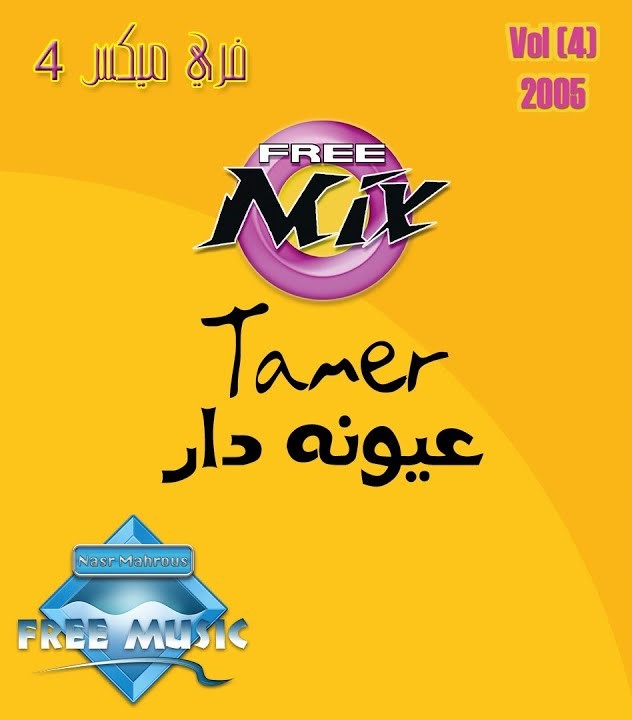 فري ميكس 4
Vol (4)
2005
FREE
Mix
Tamer
عيونه دار
Nasr Mahrous
FREE MUSIC